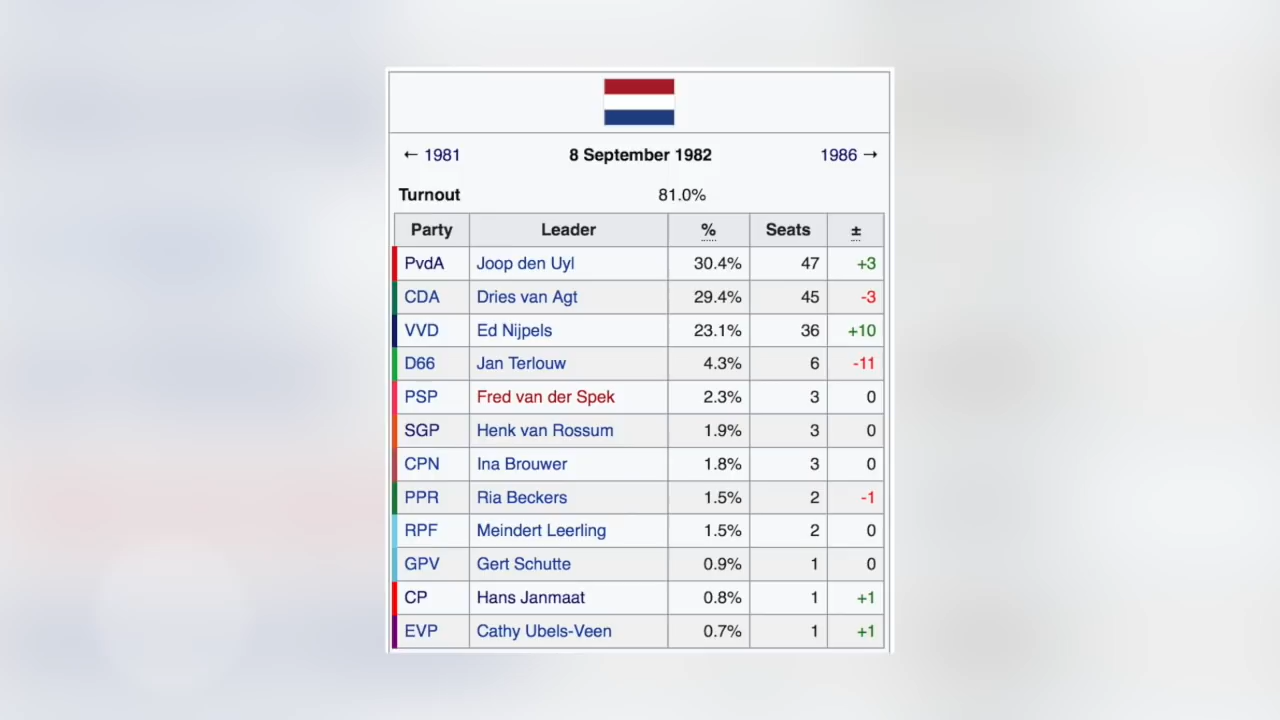 ← 1981 8 September 1982 1986 →
Turnout 81.0%
Party Leader % Seats ±
PvdA Joop den Uyl 30.4% 47 +3
CDA Dries van Agt 29.4% 45 -3
VVD Ed Nijpels 23.1% 36 +10
D66 Jan Terlouw 4.3% 6 -11
PSP Fred van der Spek 2.3% 3 0
SGP Henk van Rossum 1.9% 3 0
CPN Ina Brouwer 1.8% 3 0
PPR Ria Beckers 1.5% 2 -1
RPF Meindert Leerling 1.5% 2 0
GPV Gert Schutte 0.9% 1 0
CP Hans Janmaat 0.8% 1 +1
EVP Cathy Ubels-Veen 0.7% 1 +1